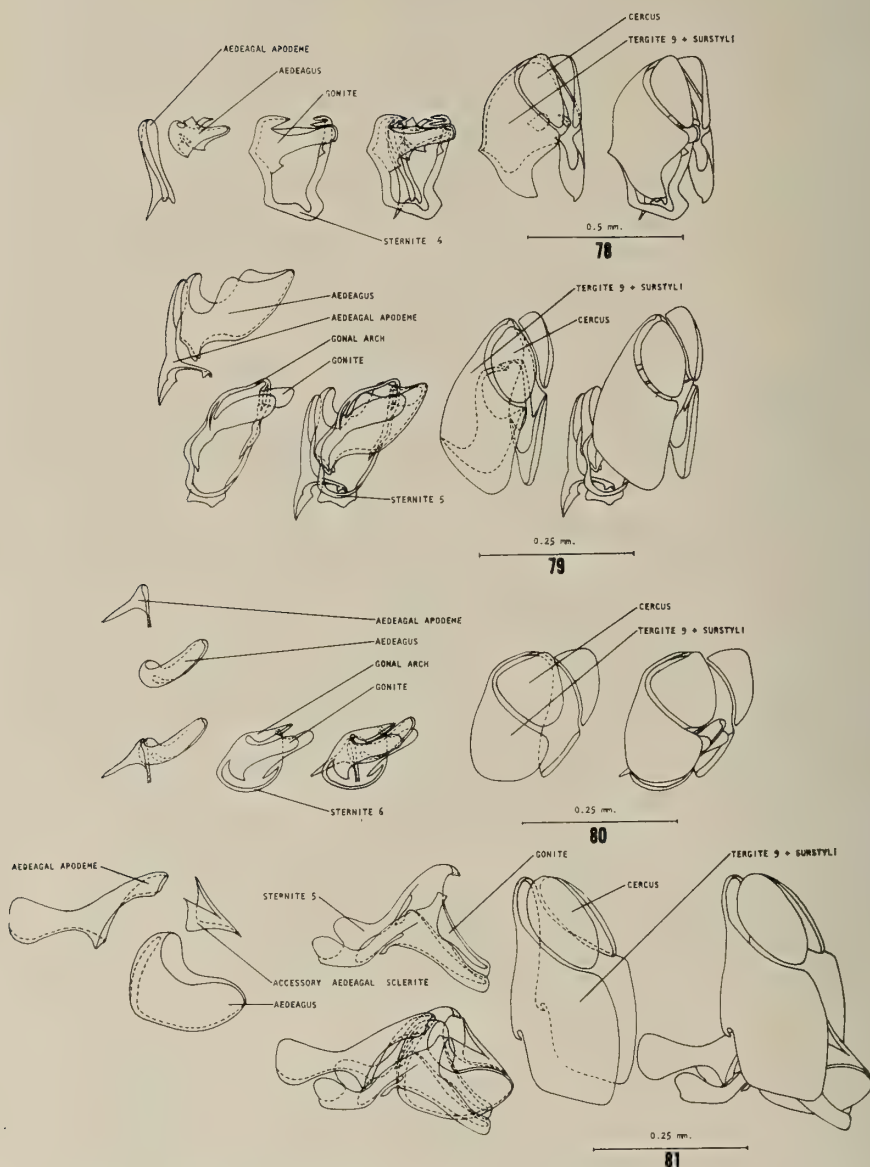 CERCUS
TERGITE 9 + SURSTYLI
AEDEAGAL APODEME
AEDEAGUS
GONITE
STERNITE 6
0.5 mm.
78
TERGITE 9 + SURSTYLI
CERCUS
AEDEAGUS
AEDEAGAL APODEME
GONAL ARCH
GONITE
STERNITE 5
0.25 mm.
79
AEDEAGAL APODEME
AEDEAGUS
GONAL ARCH
GONITE
STERNITE 6
CERCUS
TERGITE 9 + SURSTYLI
0.25 mm.
80
AEDEAGAL APODEME
STERNITE 5
GONITE
CERCUS
TERGITE 9 + SURSTYLI
ACCESSORY AEDEAGAL SCLERITE
AEDEAGUS
0.25 mm.
81